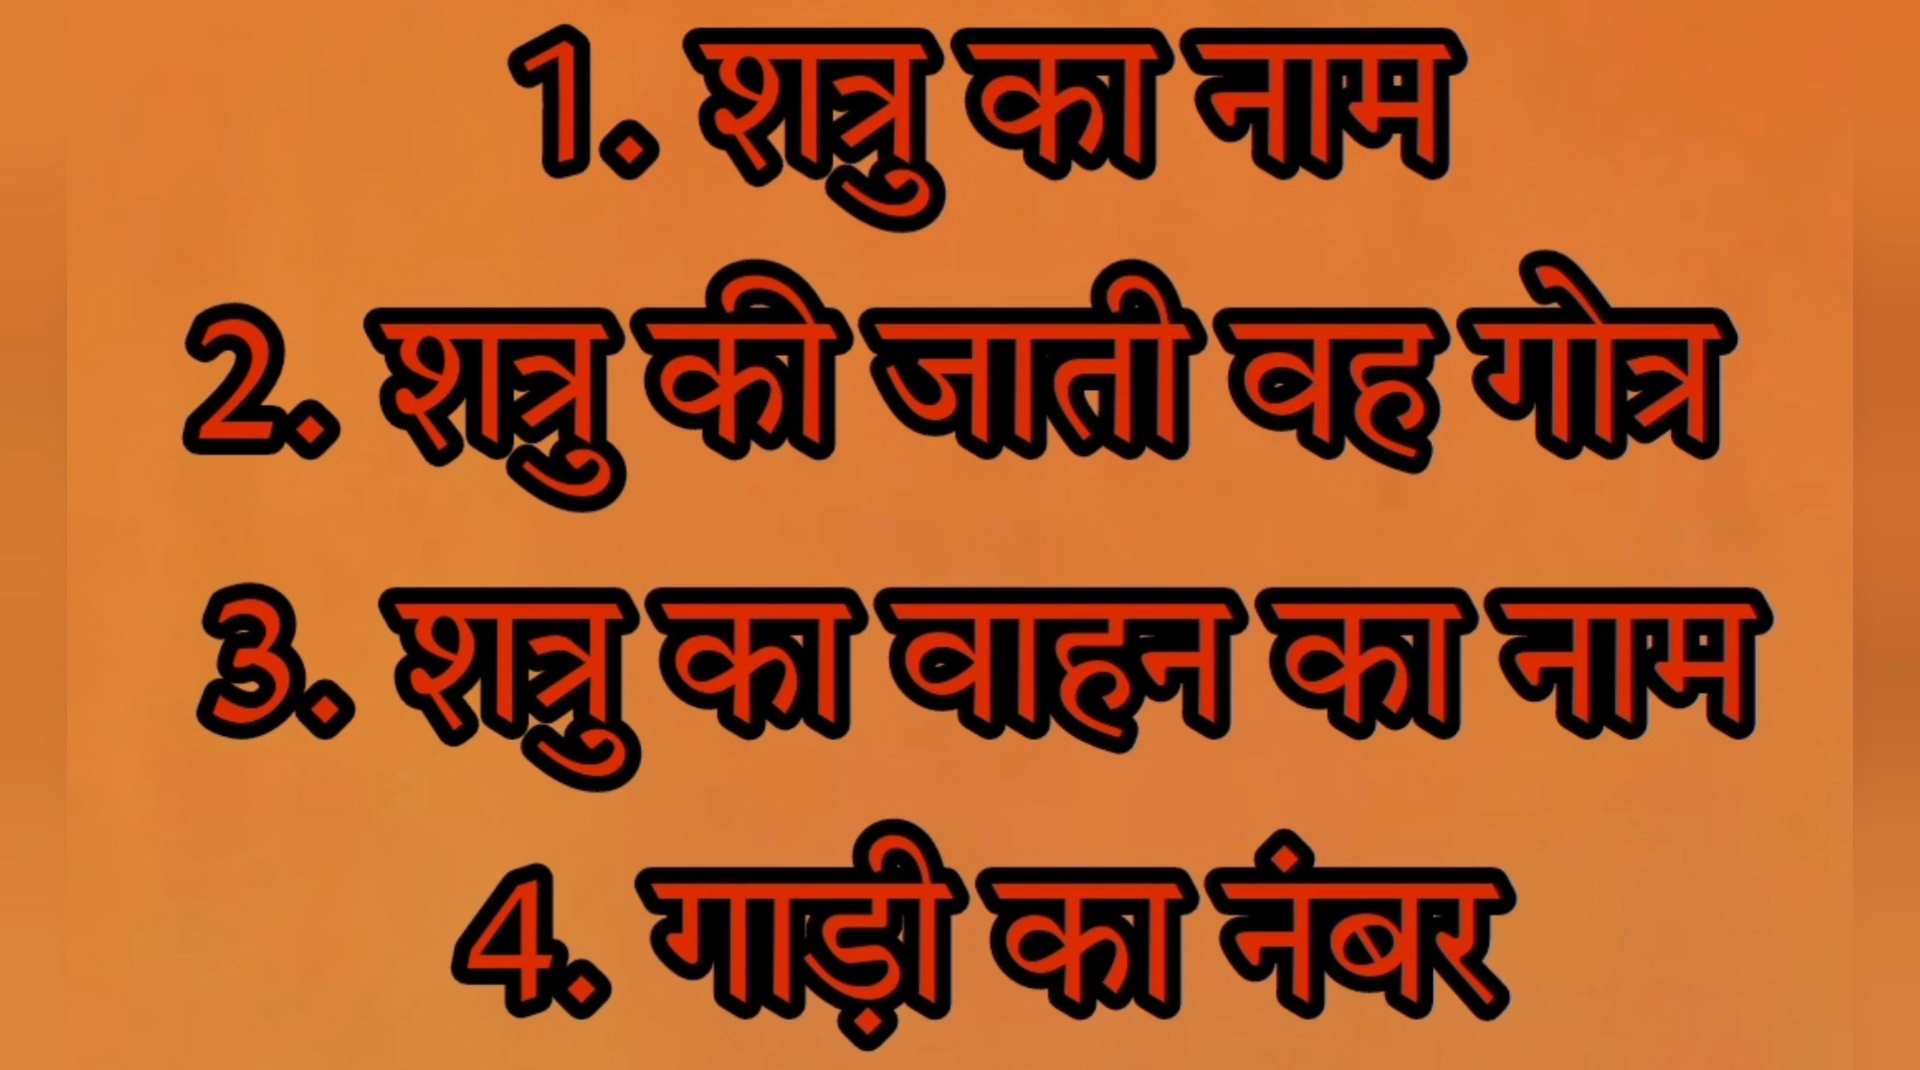 1. शत्रु का नाम
2. शत्रु की जाती वह गोत्र
3. शत्रु का वाहन का नाम
4. गाड़ी का नंबर